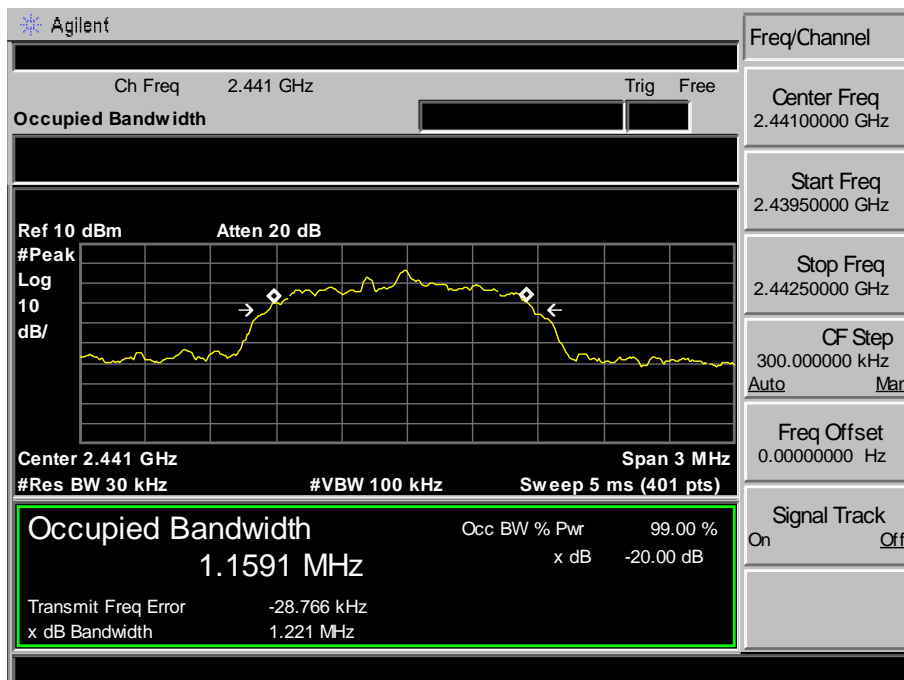 Agilent
Freq/Channel
Ch Freq 2.441 GHz Trig Free
Occupied Bandwidth
Center Freq
2.44100000 GHz
Start Freq
2.43950000 GHz
Ref 10 dBm Atten 20 dB
#Peak
Log
10
dB/
Stop Freq
2.44250000 GHz
CF Step
300.000000 kHz
Auto Man
Freq Offset
0.00000000 Hz
Center 2.441 GHz Span 3 MHz
#Res BW 30 kHz #VBW 100 kHz Sweep 5 ms (401 pts)
Occupied Bandwidth
1.1591 MHz
Occ BW % Pwr 99.00 %
x dB -20.00 dB
Transmit Freq Error -28.766 kHz
x dB Bandwidth 1.221 MHz
Signal Track
On Off